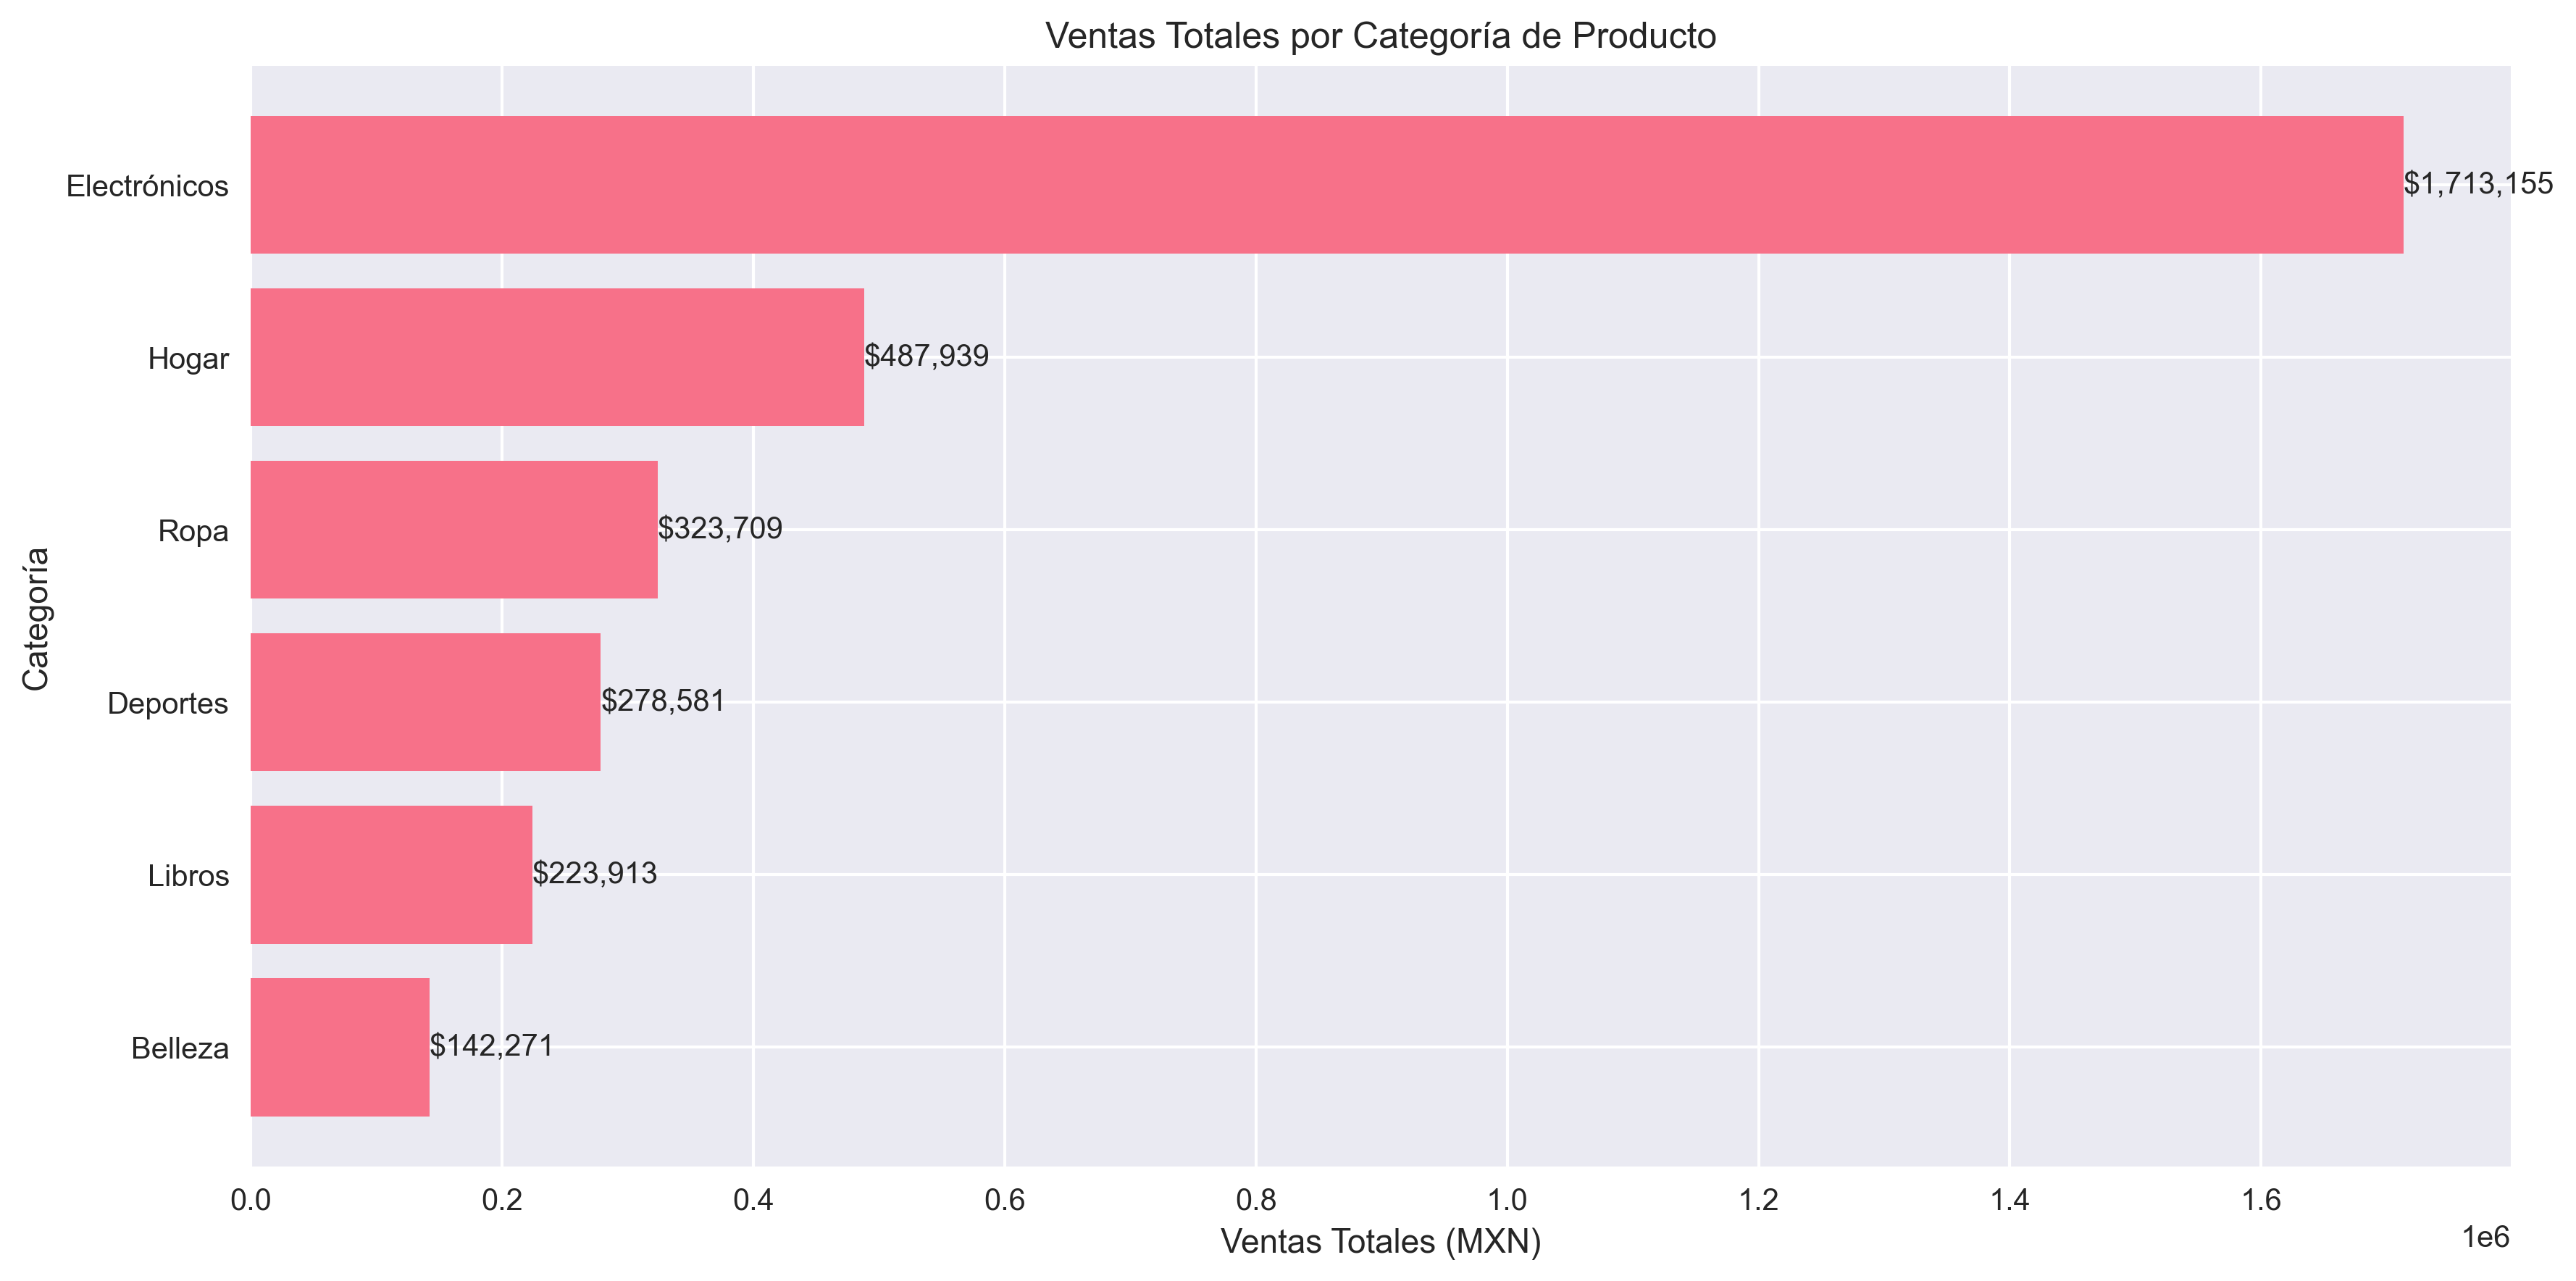 Ventas Totales por Categoría de Producto
Electrónicos
$1,713,155
Hogar
$487,939
Ropa
$323,709
Categoría
Deportes
$278,581
Libros
$223,913
Belleza
$142,271
0.0 0.2 0.4 0.6 0.8 1.0 1.2 1.4 1.6
1e6
Ventas Totales (MXN)